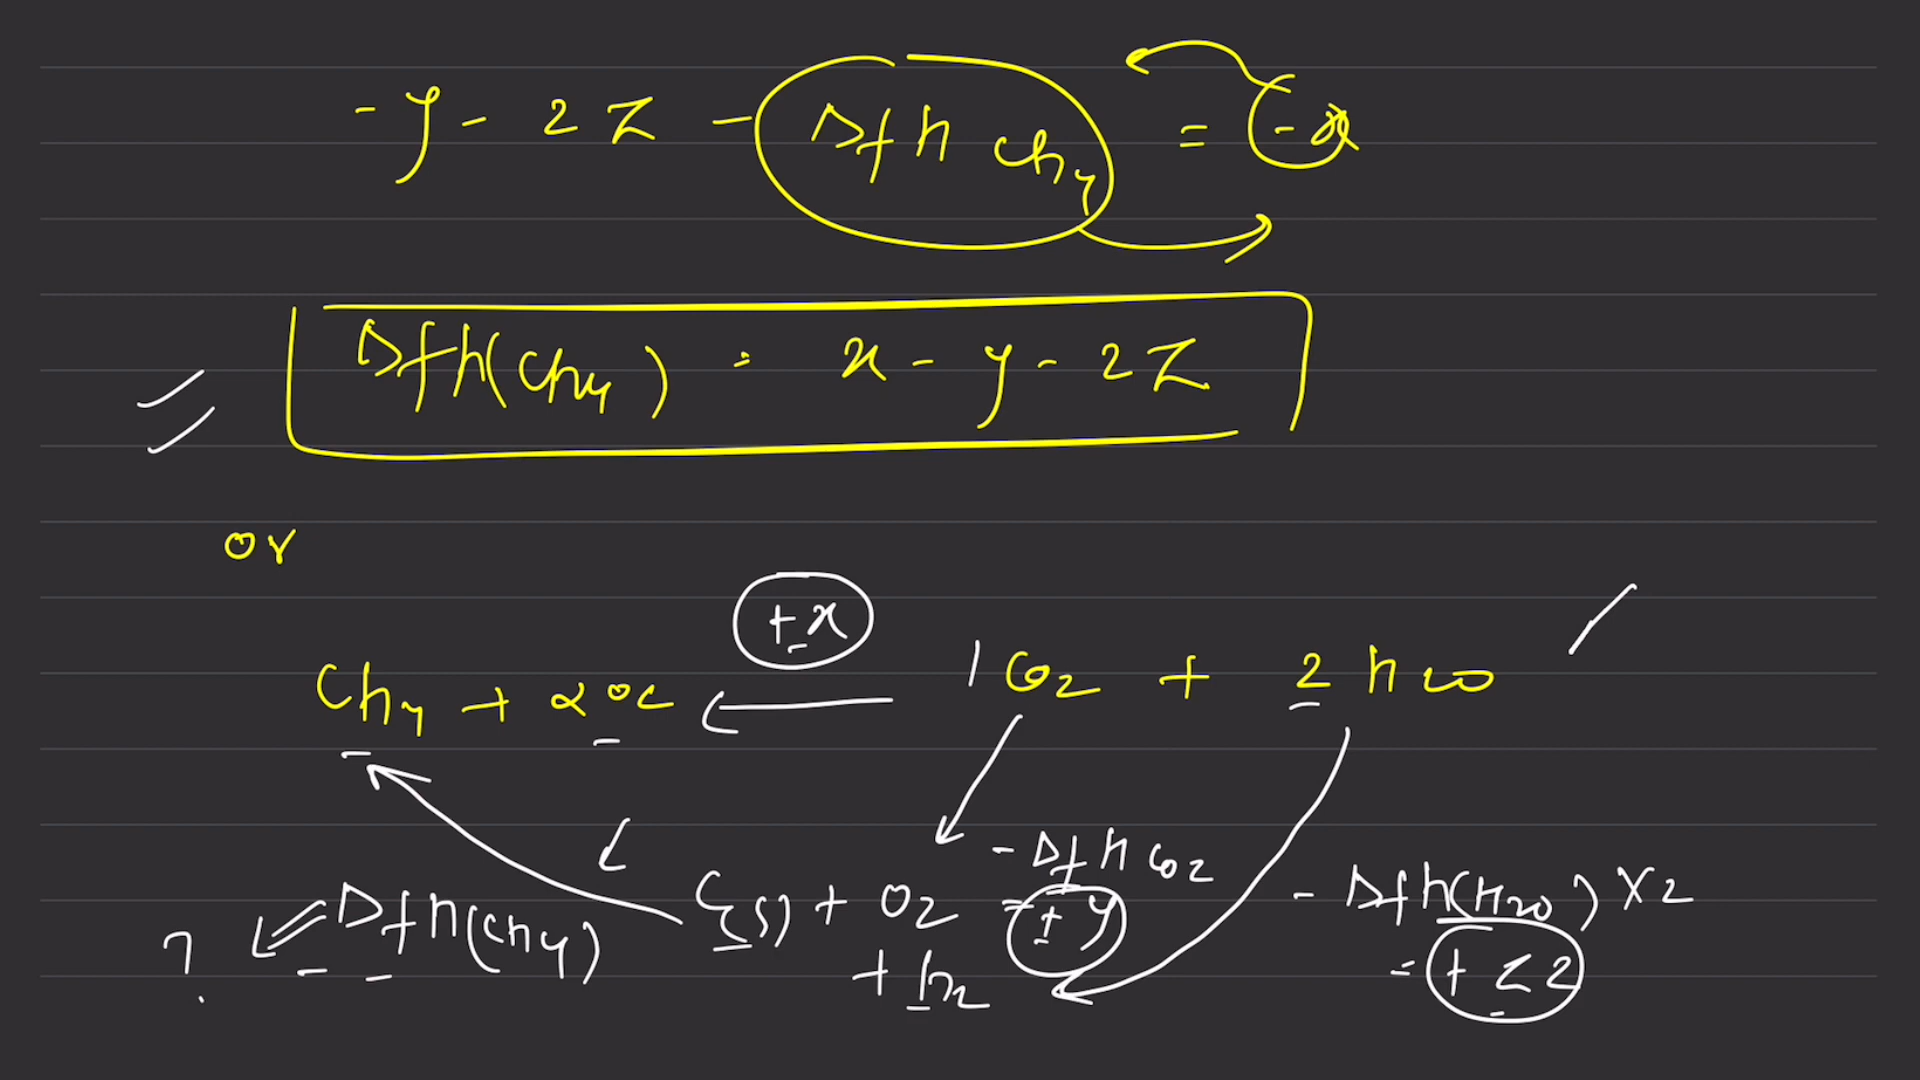 -y - 2z - ΔfH CH4 = (-x
ΔfH(CH4) = x - y - 2z
or
+x
CH4 + 2O2 ← 1CO2 + 2H2O
-ΔfH CO2
ΔfH(CH4) C(s) + O2 = +y - ΔfH(H2O) × 2
? + H2 = +z2